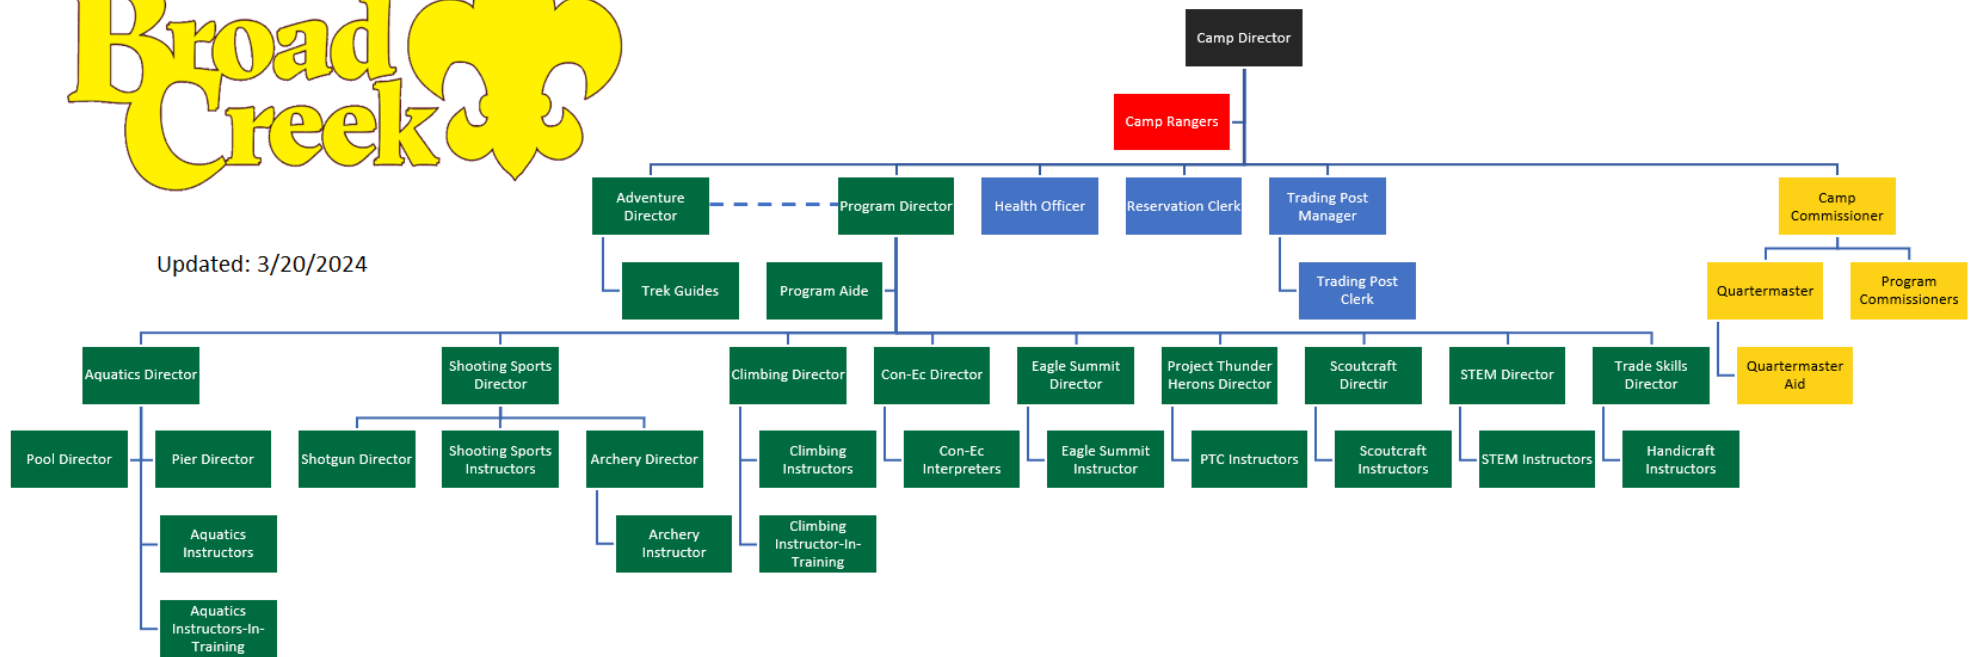 Broad
Creek
Updated: 3/20/2024
Camp Director
Camp Rangers
Adventure
Director
Program Director
Health Officer
Reservation Clerk
Trading Post
Manager
Camp
Commissioner
Trek Guides
Program Aide
Trading Post
Clerk
Quartermaster
Program
Commissioners
Aquatics Director
Shooting Sports
Director
Climbing Director
Con-Ec Director
Eagle Summit
Director
Project Thunder
Herons Director
Scoutcraft
Directir
STEM Director
Trade Skills
Director
Quartermaster
Aid
Pool Director
Pier Director
Shotgun Director
Shooting Sports
Instructors
Archery Director
Climbing
Instructors
Con-Ec
Interpreters
Eagle Summit
Instructor
PTC Instructors
Scoutcraft
Instructors
STEM Instructors
Handicraft
Instructors
Aquatics
Instructors
Archery
Instructor
Climbing
Instructor-In-
Training
Aquatics
Instructors-In-
Training